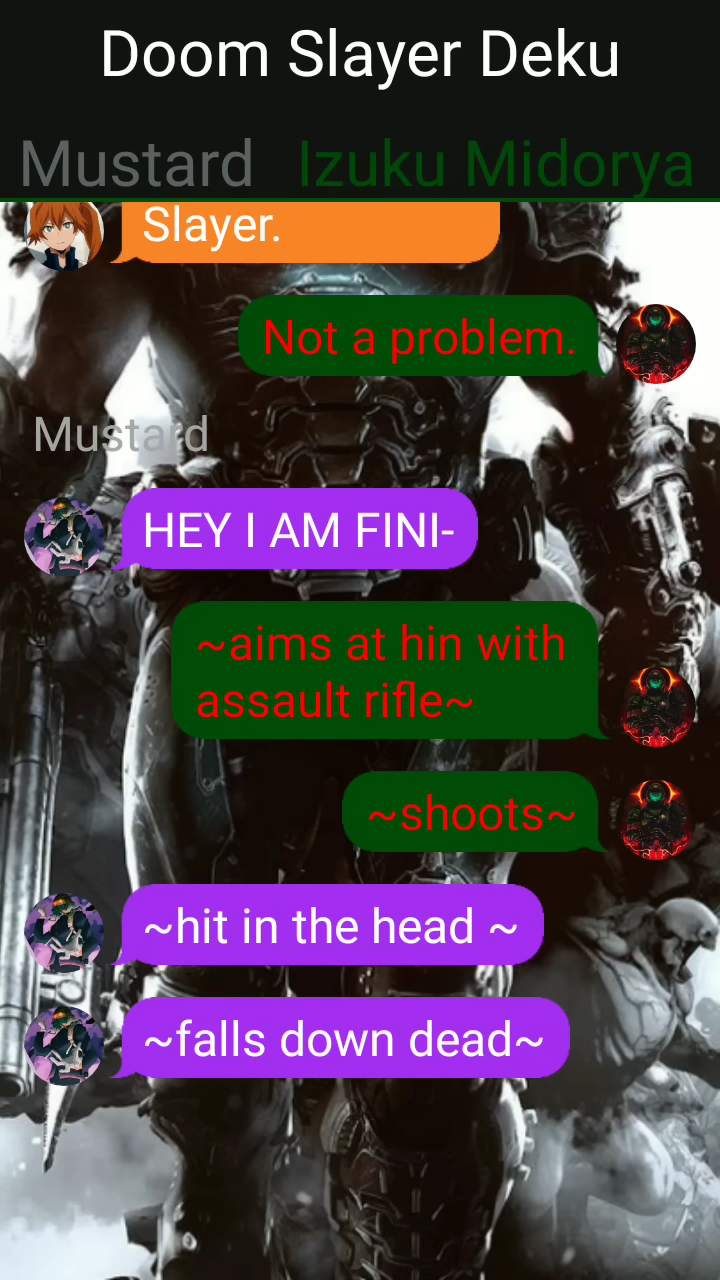 Doom Slayer Deku
Mustard Izuku Midorya
Slayer.
Not a problem.
Mustard
HEY I AM FINI-
~aims at hin with
assault rifle~
~shoots~
~hit in the head ~
~falls down dead~